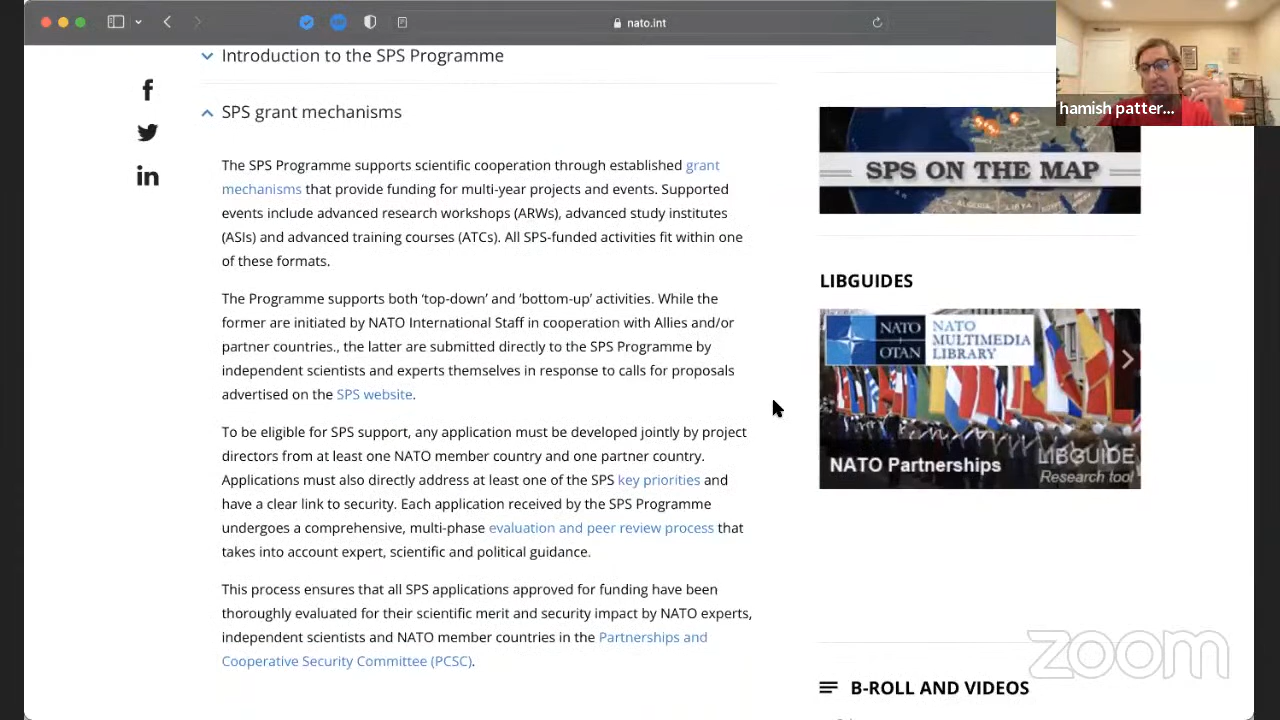 nato.int
hamish patter...
Introduction to the SPS Programme
SPS grant mechanisms
The SPS Programme supports scientific cooperation through established grant
mechanisms that provide funding for multi-year projects and events. Supported
events include advanced research workshops (ARWs), advanced study institutes
(ASIs) and advanced training courses (ATCs). All SPS-funded activities fit within one
of these formats.
The Programme supports both ‘top-down’ and ‘bottom-up’ activities. While the
former are initiated by NATO International Staff in cooperation with Allies and/or
partner countries., the latter are submitted directly to the SPS Programme by
independent scientists and experts themselves in response to calls for proposals
advertised on the SPS website.
To be eligible for SPS support, any application must be developed jointly by project
directors from at least one NATO member country and one partner country.
Applications must also directly address at least one of the SPS key priorities and
have a clear link to security. Each application received by the SPS Programme
undergoes a comprehensive, multi-phase evaluation and peer review process that
takes into account expert, scientific and political guidance.
This process ensures that all SPS applications approved for funding have been
thoroughly evaluated for their scientific merit and security impact by NATO experts,
independent scientists and NATO member countries in the Partnerships and
Cooperative Security Committee (PCSC).
SPS ON THE MAP
ALGERIA
LIBYA
LIBGUIDES
NATO
OTAN
NATO
MULTIMEDIA
LIBRARY
NATO Partnerships
LIBGUIDE
Research tool
zoom
B-ROLL AND VIDEOS